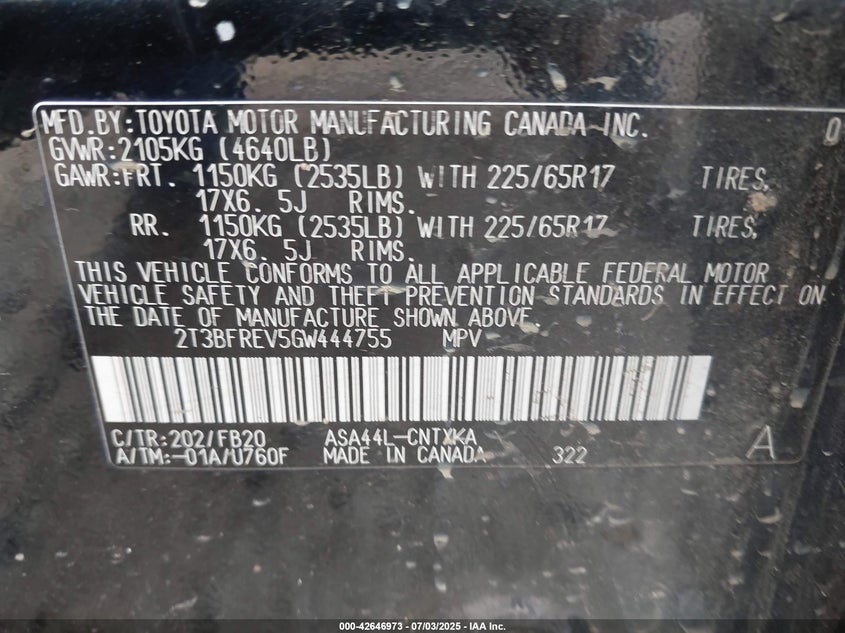 MFD.BY:TOYOTA MOTOR MANUFACTURING CANADA INC. 0
GVWR:2105KG (4640LB)
GAWR:FRT. 1150KG (2535LB) WITH 225/65R17 TIRES,
17X6. 5J RIMS.
RR. 1150KG (2535LB) WITH 225/65R17 TIRES,
17X6. 5J RIMS.
THIS VEHICLE CONFORMS TO ALL APPLICABLE FEDERAL MOTOR
VEHICLE SAFETY AND THEFT PREVENTION STANDARDS IN EFFECT ON
THE DATE OF MANUFACTURE SHOWN ABOVE.
2T3BFREV5GW444755 MPV
C/TR:202/FB20 ASA44L-CNTXKA A
A/TM:-01A/U760F MADE IN CANADA 322
000-42646973 | 07/03/2025 | IAA Inc.